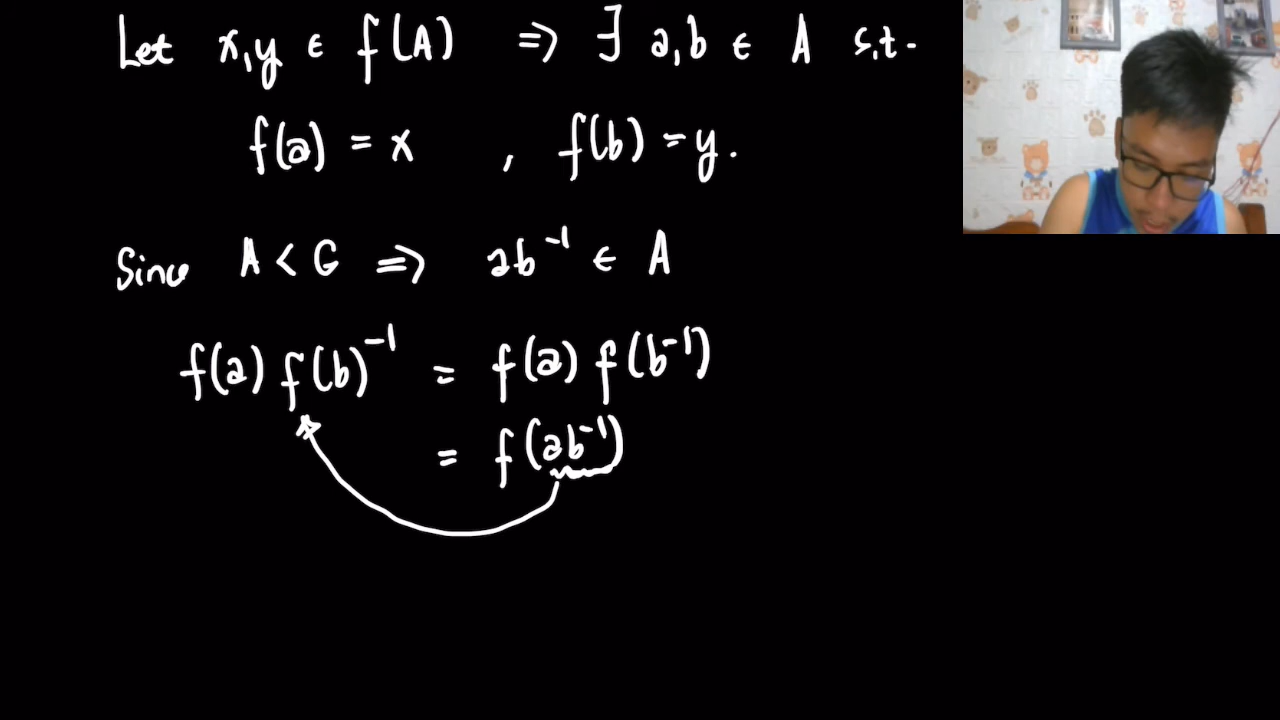 Let x,y ∈ f(A) ⇒ ∃ a,b ∈ A s.t.
f(a) = x , f(b) = y.
Since A < G ⇒ ab⁻¹ ∈ A
f(a) f(b)⁻¹ = f(a) f(b⁻¹)
= f(ab⁻¹)